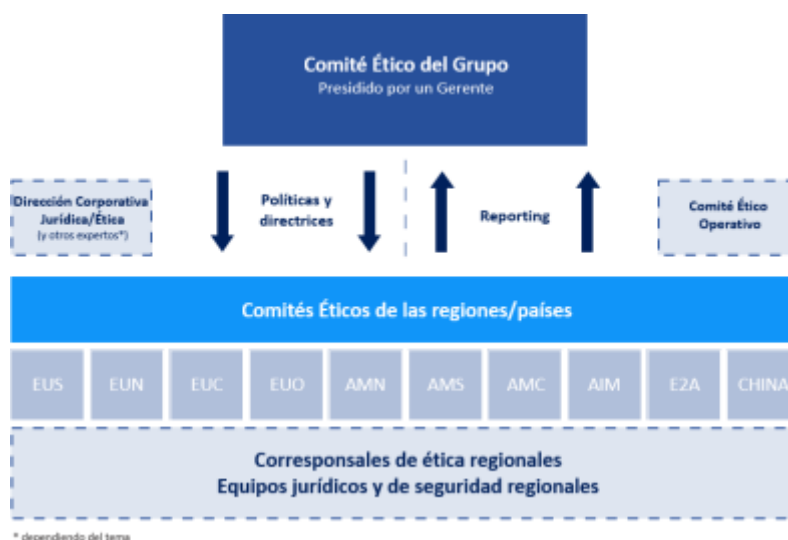 Comité Ético del Grupo
Presidido por un Gerente
Dirección Corporativa
Jurídica/Ética
(y otros expertos*)
Políticas y
directrices
Reporting
Comité Ético
Operativo
Comités Éticos de las regiones/países
EUS
EUN
EUC
EUO
AMN
AMS
AMC
AIM
E2A
CHINA
Corresponsales de ética regionales
Equipos jurídicos y de seguridad regionales
* dependiendo del tema